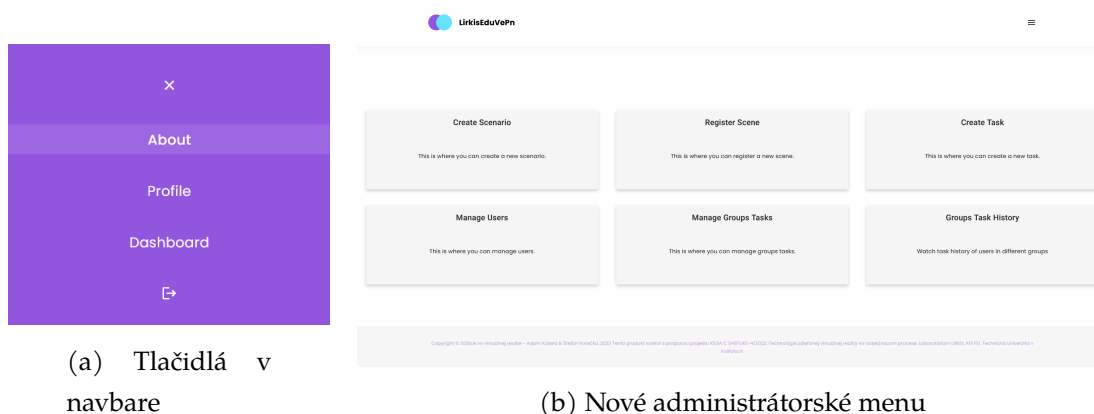 About
Profile
Dashboard
(a) Tlačidlá v
navbare
LirkisEduVePn
Create Scenario
This is where you can create a new scenario.
Register Scene
This is where you can register a new scene.
Create Task
This is where you can create a new task.
Manage Users
This is where you can manage users.
Manage Groups Tasks
This is where you can manage groups tasks.
Groups Task History
Watch task history of users in different groups
(b) Nové administrátorské menu